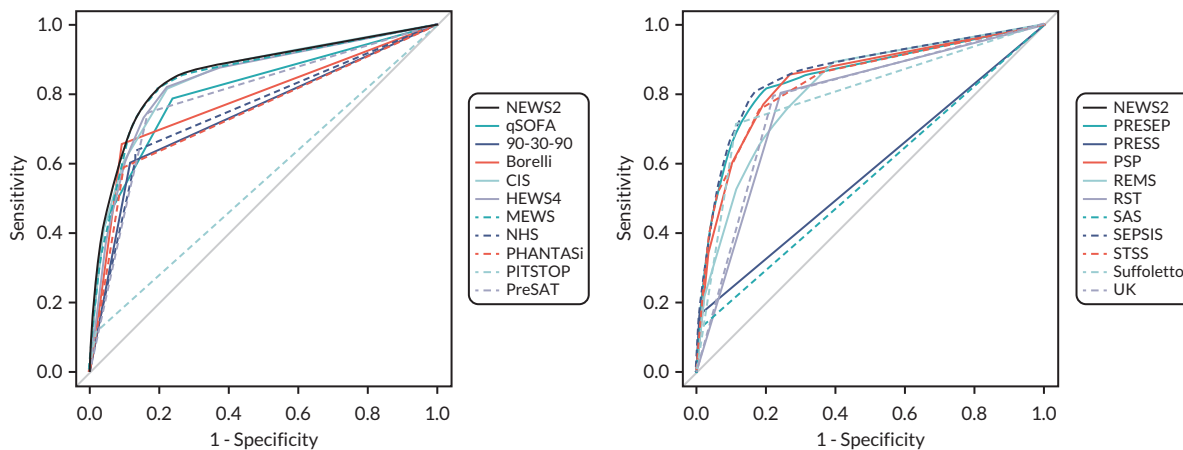 1.0
0.8
0.6
0.4
0.2
0.0
Sensitivity
0.0 0.2 0.4 0.6 0.8 1.0
1 - Specificity
NEWS2
qSOFA
90-30-90
Borelli
CIS
HEWS4
MEWS
NHS
PHANTASi
PITSTOP
PreSAT
1.0
0.8
0.6
0.4
0.2
0.0
Sensitivity
0.0 0.2 0.4 0.6 0.8 1.0
1 - Specificity
NEWS2
PRESEP
PRESS
PSP
REMS
RST
SAS
SEPSIS
STSS
Suffoletto
UK